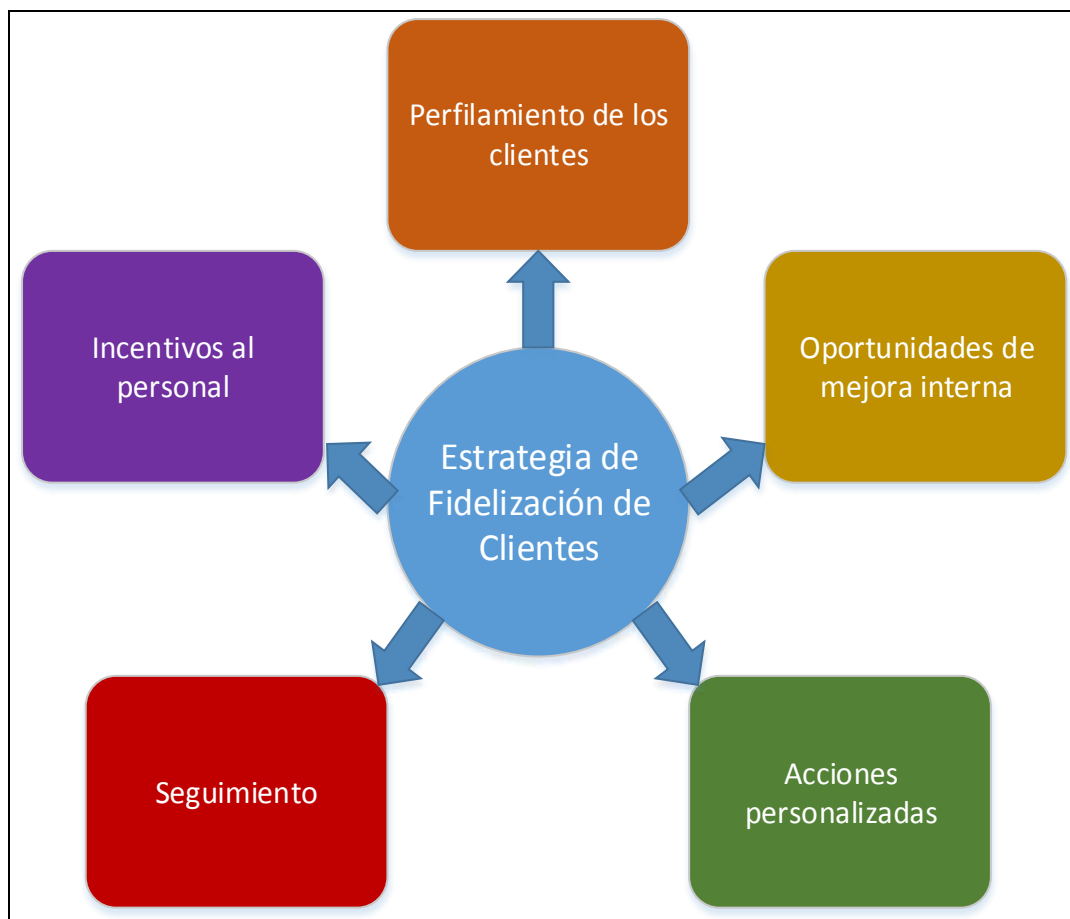 Perfilamiento de los
clientes
Incentivos al
personal
Oportunidades de
mejora interna
Estrategia de
Fidelización de
Clientes
Seguimiento
Acciones
personalizadas